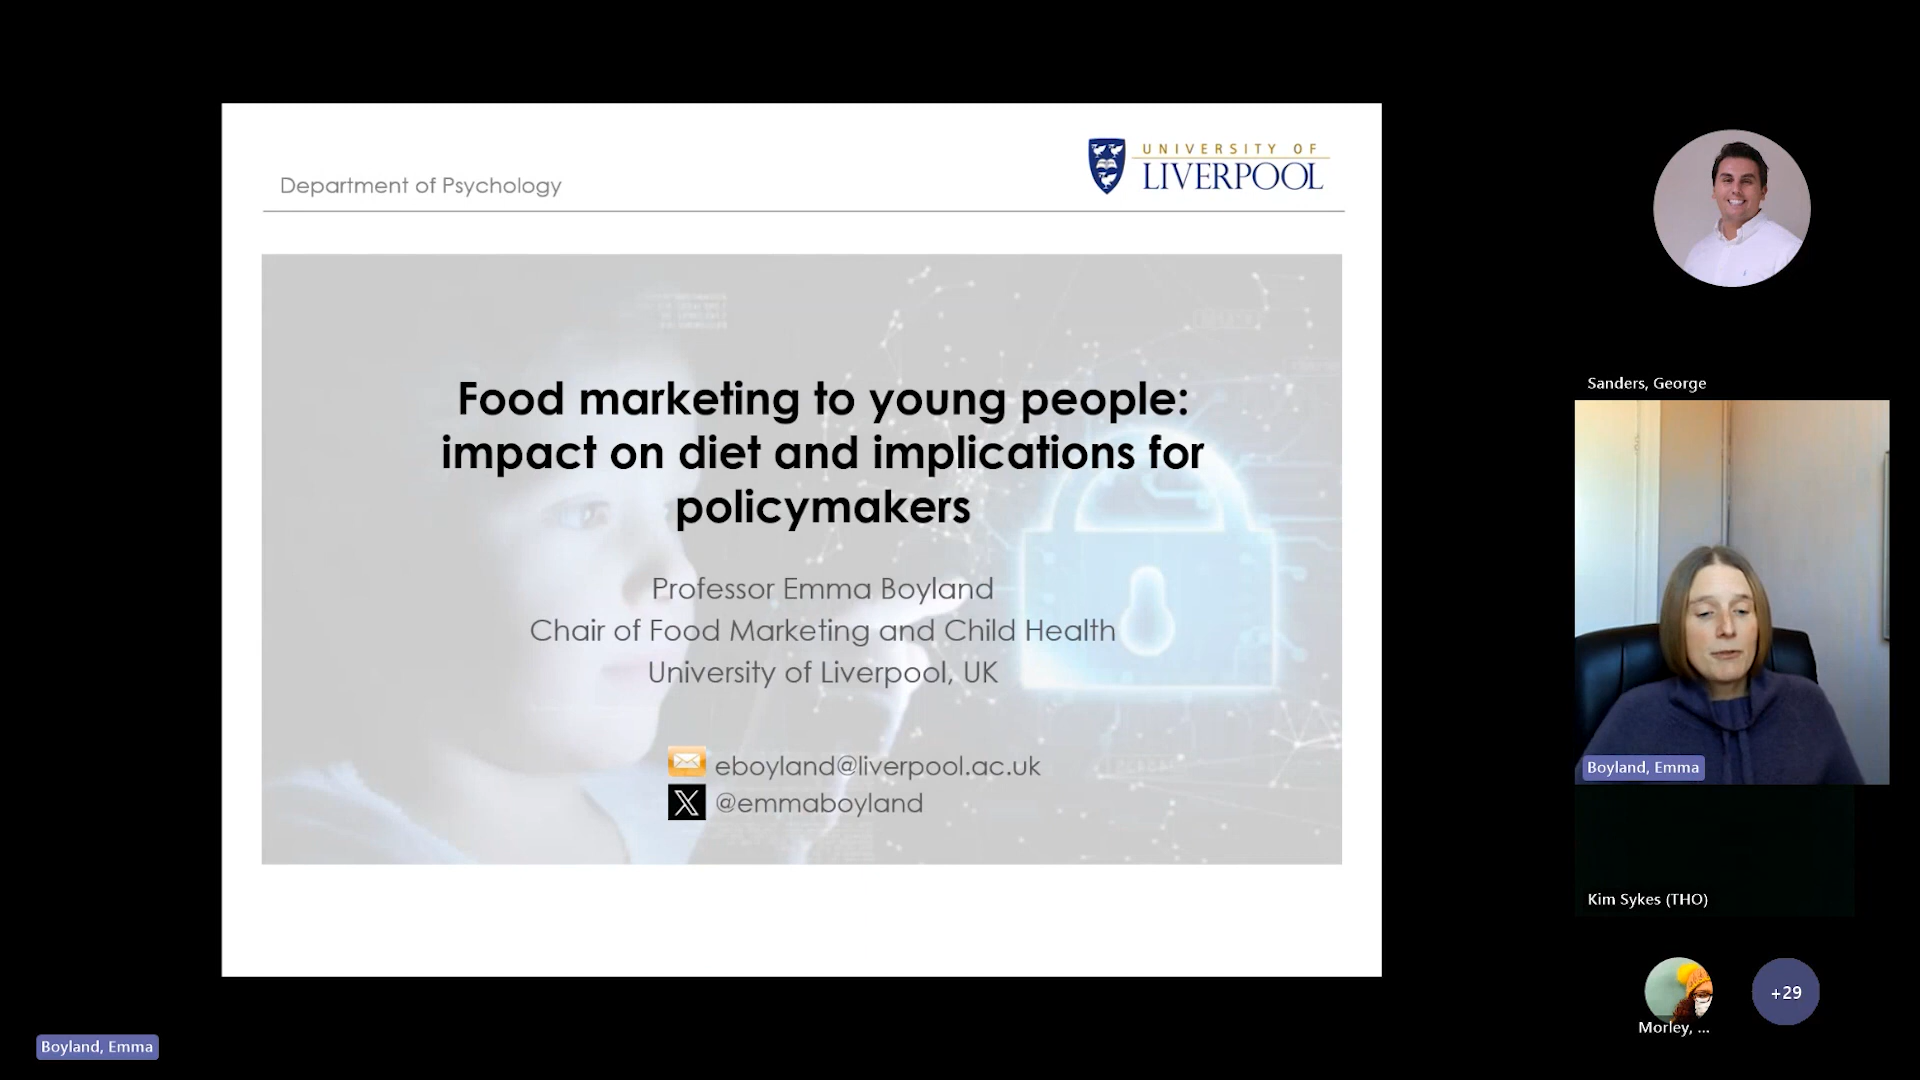 Department of Psychology
UNIVERSITY OF
LIVERPOOL
Food marketing to young people:
impact on diet and implications for
policymakers
Professor Emma Boyland
Chair of Food Marketing and Child Health
University of Liverpool, UK
eboyland@liverpool.ac.uk
@emmaboyland
Sanders, George
Boyland, Emma
Kim Sykes (THO)
+29
Morley, ...
Boyland, Emma